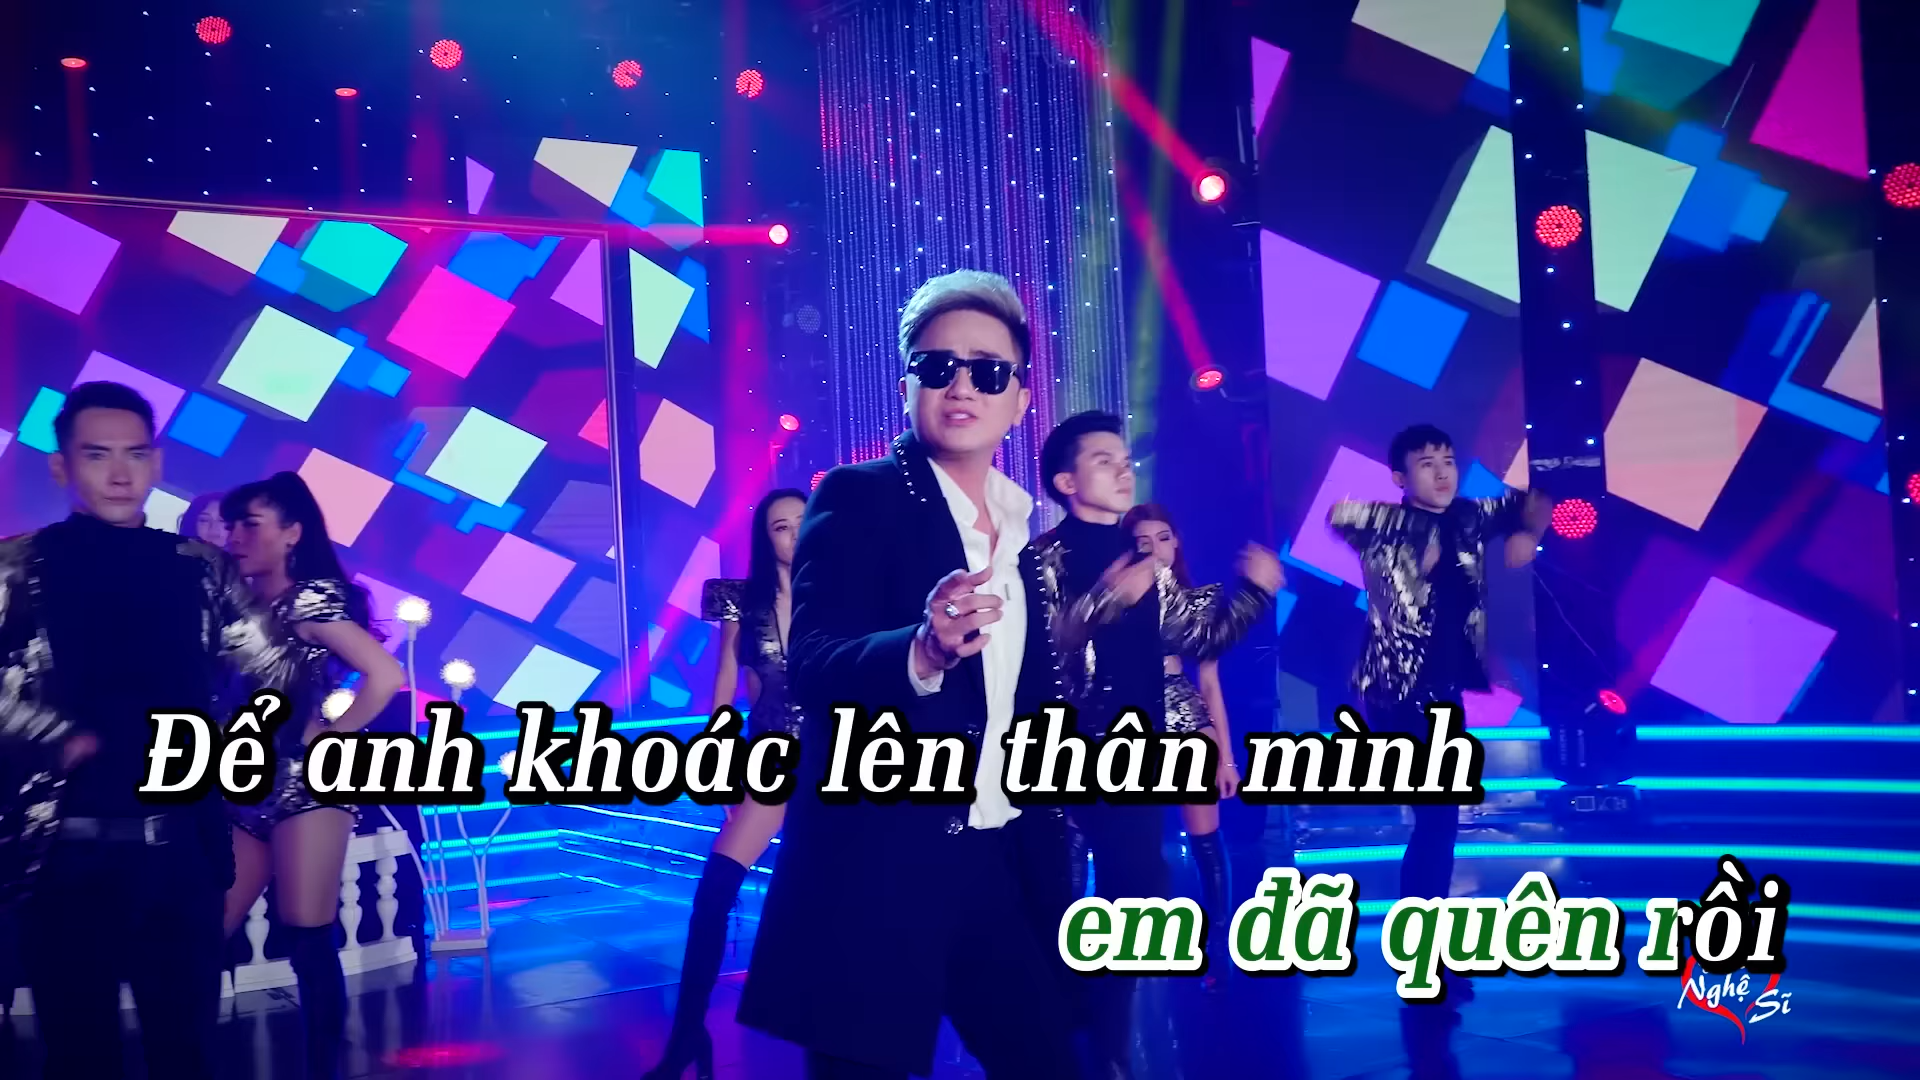 Để anh khoác lên thân mình
em đã quên rồi
Nghệ Sĩ